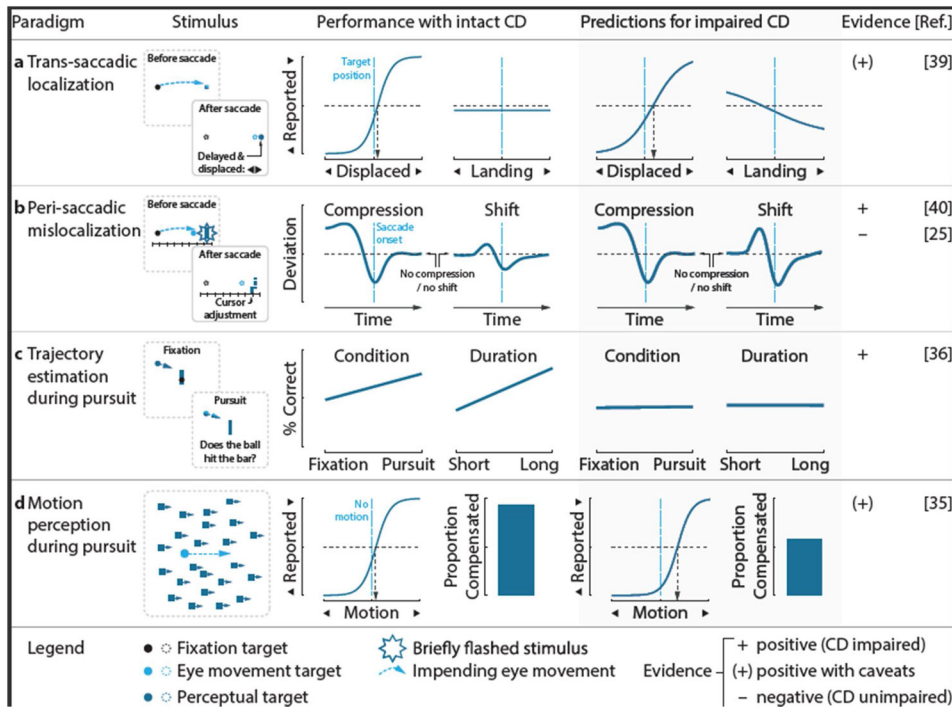 Paradigm Stimulus Performance with intact CD Predictions for impaired CD Evidence [Ref.]
a Trans-saccadic localization
Before saccade
After saccade
Delayed &
displaced: ◂▸
◂ Reported ▸
Target
position
◂ Displaced ▸
◂ Landing ▸
◂ Displaced ▸
◂ Landing ▸
(+) [39]
b Peri-saccadic
mislocalization
Before saccade
After saccade
Cursor
adjustment
Deviation
Compression
Saccade
onset
Time
No compression
/ no shift
Shift
Time
Compression
Time
No compression
/ no shift
Shift
Time
+ [40]
– [25]
c Trajectory
estimation
during pursuit
Fixation
Pursuit
Does the ball
hit the bar?
% Correct
Condition
Fixation Pursuit
Duration
Short Long
Condition
Fixation Pursuit
Duration
Short Long
+ [36]
d Motion
perception
during pursuit
◂ Reported ▸
No
motion
◂ Motion ▸
Proportion
Compensated
◂ Reported ▸
◂ Motion ▸
Proportion
Compensated
(+) [35]
Legend
Fixation target
Eye movement target
Perceptual target
Briefly flashed stimulus
Impending eye movement
Evidence
+ positive (CD impaired)
(+) positive with caveats
– negative (CD unimpaired)